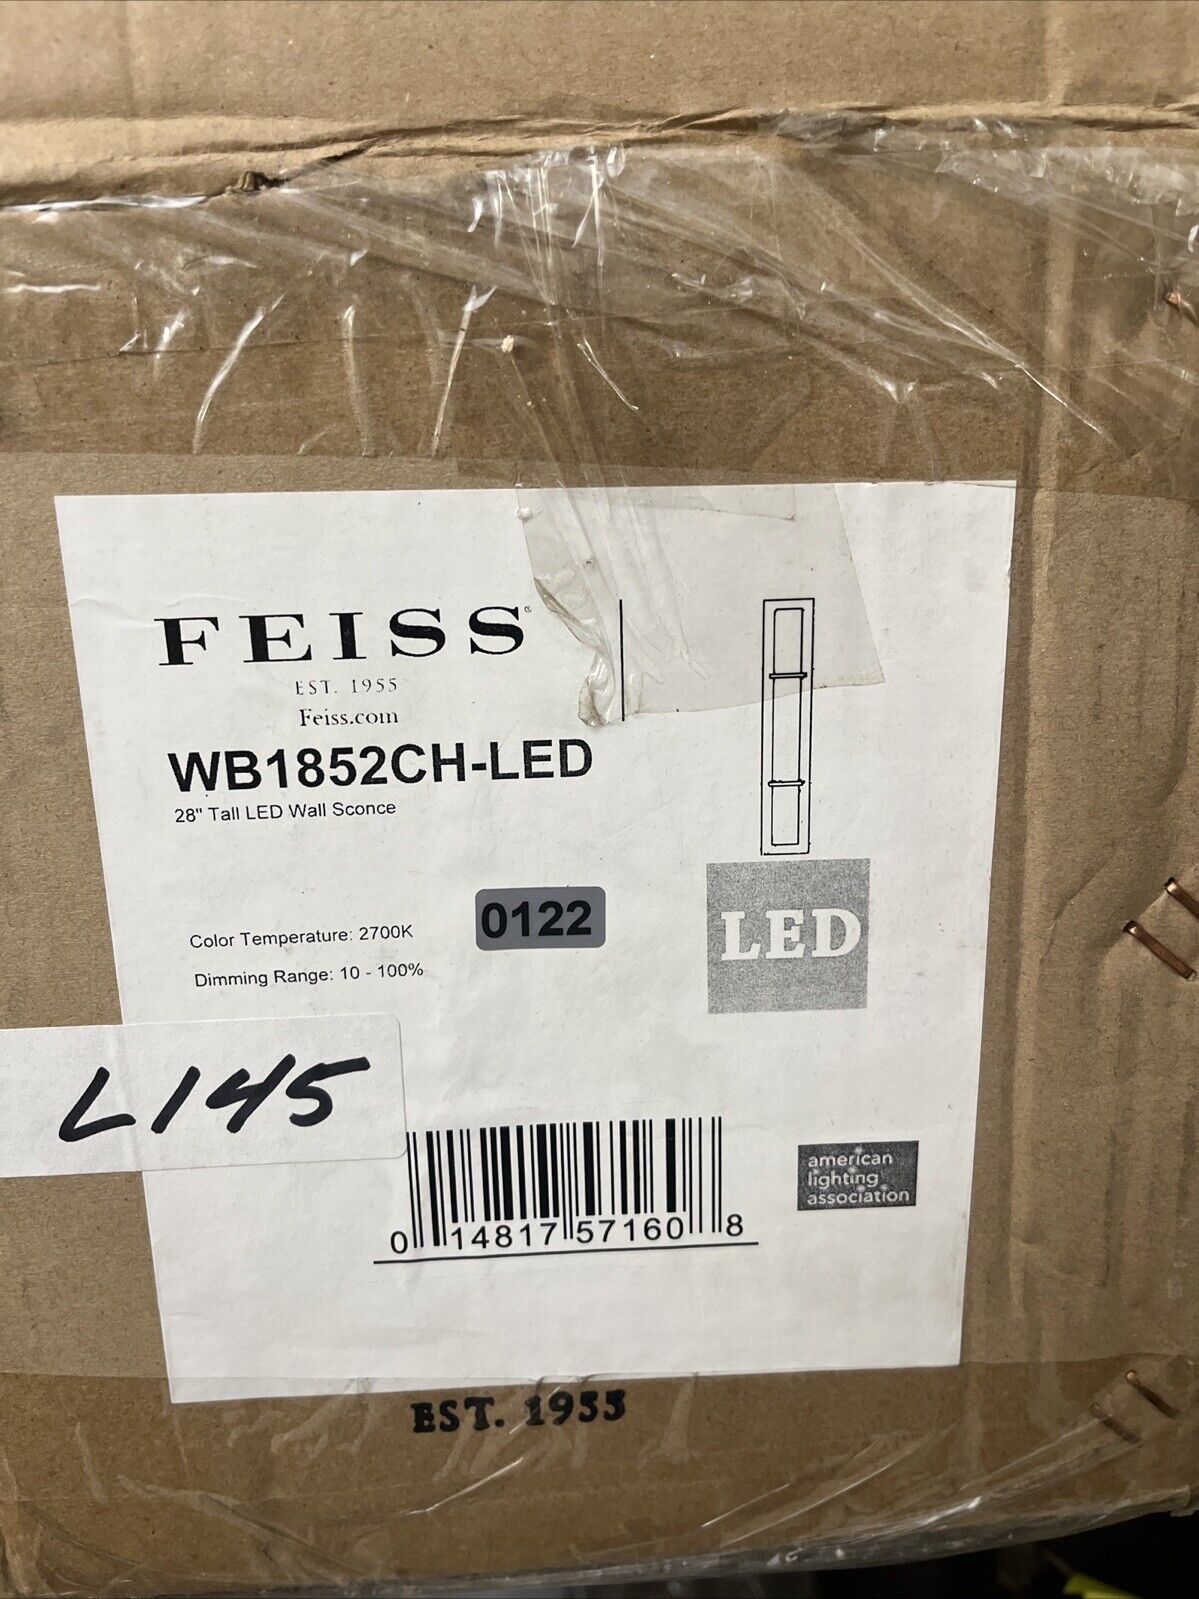 FEISS®
EST. 1955
Feiss.com
WB1852CH-LED
28" Tall LED Wall Sconce
Color Temperature: 2700K
0122
Dimming Range: 10 - 100%
LED
L145
0 14817 57160 8
american
lighting
association
EST. 1955